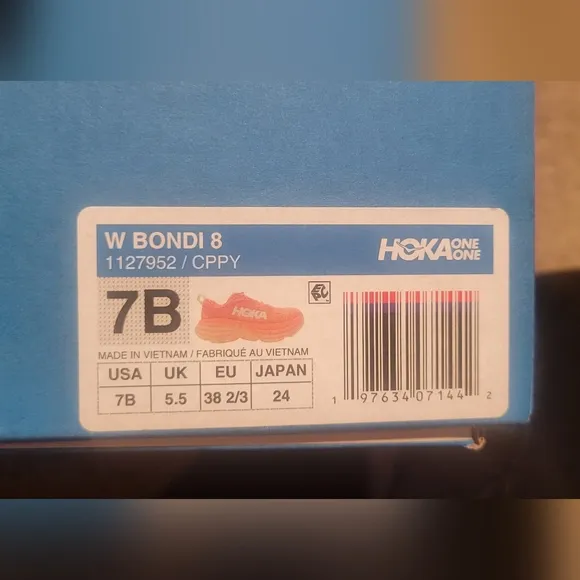 W BONDI 8
1127952 / CPPY
HOKA ONE ONE
7B
HOKA
MADE IN VIETNAM / FABRIQUÉ AU VIETNAM
USA UK EU JAPAN
7B 5.5 38 2/3 24
1 97634 07144 2